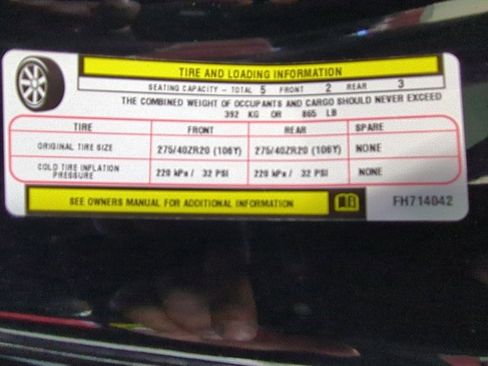 TIRE AND LOADING INFORMATION
SEATING CAPACITY - TOTAL 5 FRONT 2 REAR 3
THE COMBINED WEIGHT OF OCCUPANTS AND CARGO SHOULD NEVER EXCEED
392 KG OR 865 LB
TIRE FRONT REAR SPARE
ORIGINAL TIRE SIZE 275/40ZR20 (106Y) 275/40ZR20 (106Y) NONE
COLD TIRE INFLATION
PRESSURE 220 kPa / 32 PSI 220 kPa / 32 PSI NONE
SEE OWNERS MANUAL FOR ADDITIONAL INFORMATION
FH714042